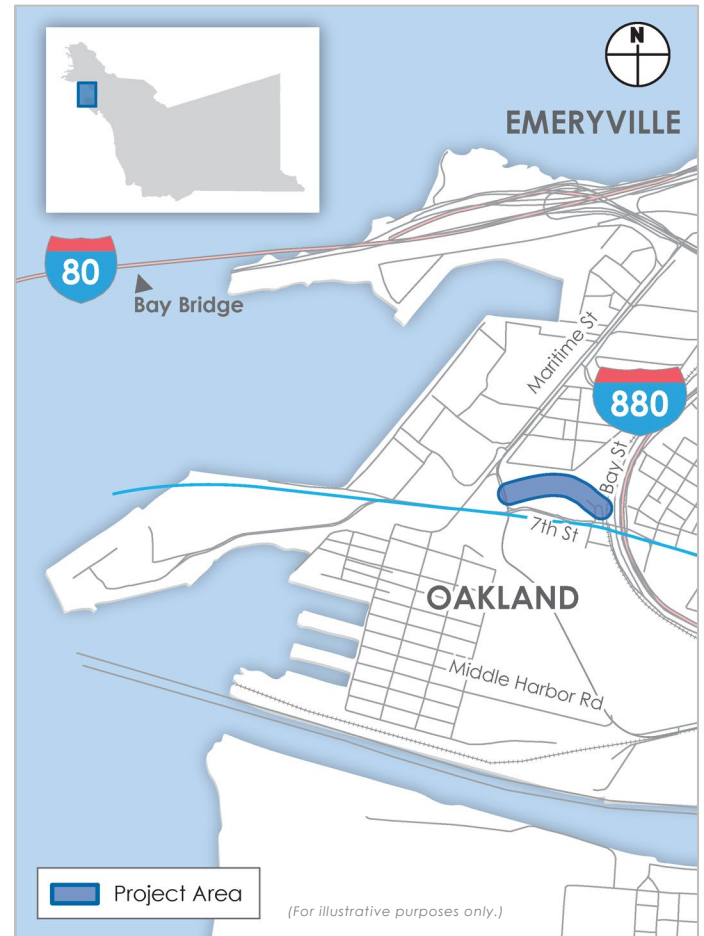 N
EMERYVILLE
80
Bay Bridge
Maritime St
880
Bay St
7th St
OAKLAND
Middle Harbor Rd
Project Area
(For illustrative purposes only.)